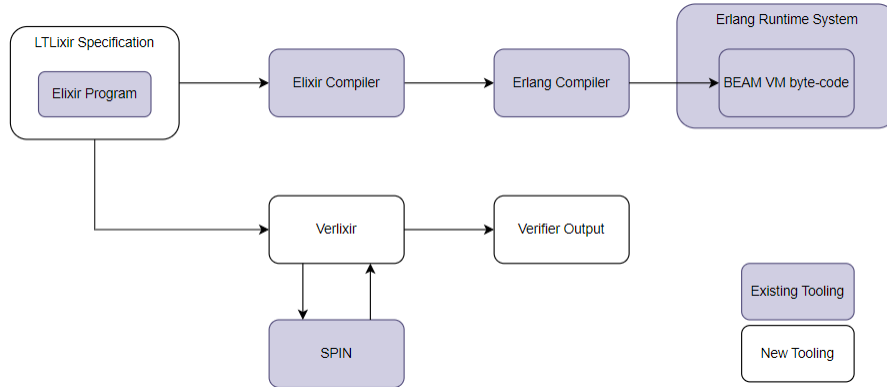 LTLixir Specification
Elixir Program
Elixir Compiler
Erlang Compiler
Erlang Runtime System
BEAM VM byte-code
Verlixir
Verifier Output
SPIN
Existing Tooling
New Tooling